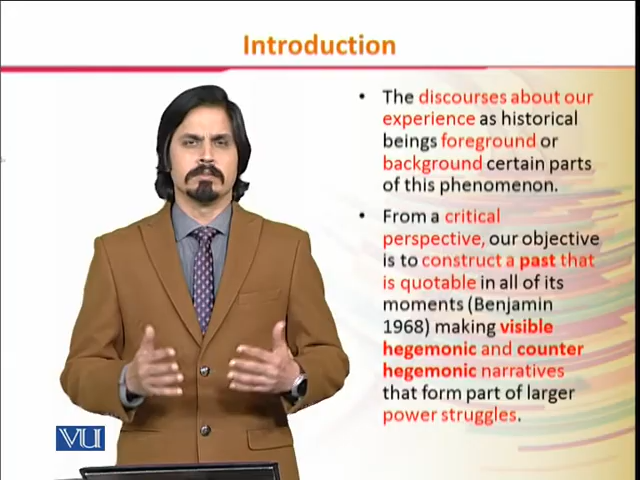 Introduction
• The discourses about our
experience as historical
beings foreground or
background certain parts
of this phenomenon.
• From a critical
perspective, our objective
is to construct a past that
is quotable in all of its
moments (Benjamin
1968) making visible
hegemonic and counter
hegemonic narratives
that form part of larger
power struggles.
VU